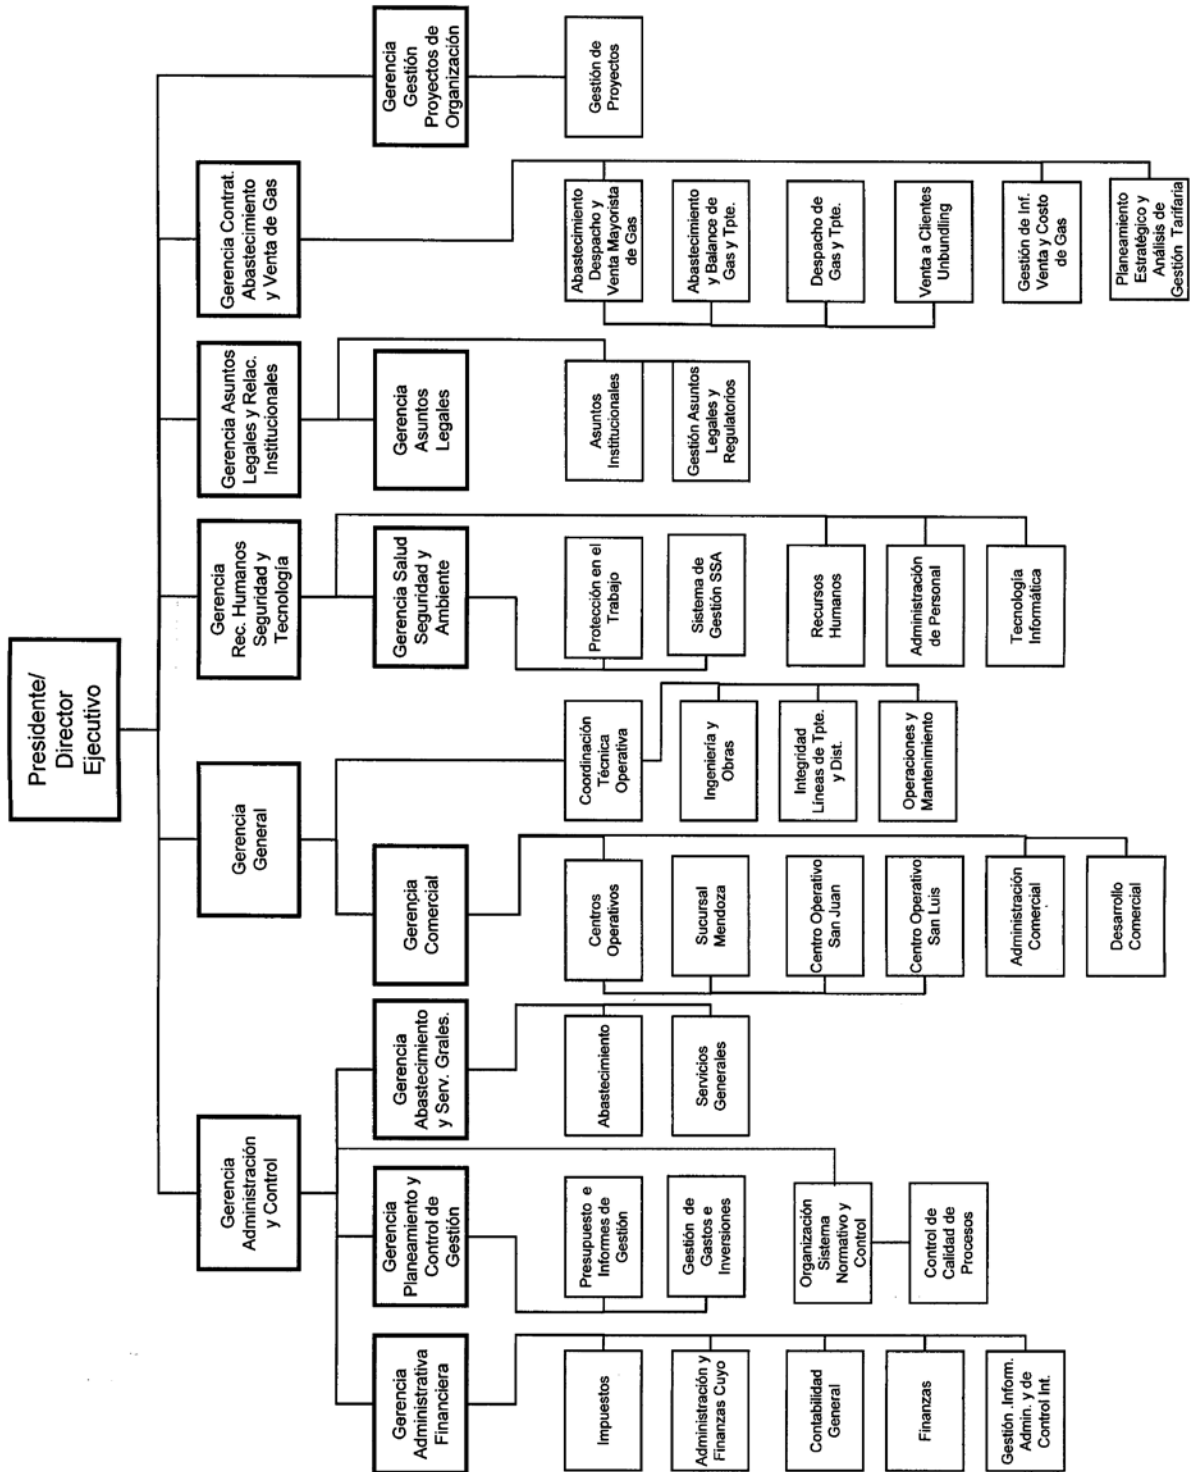 Presidente/
Director
Ejecutivo
Gerencia
Administración
y Control
Gerencia
General
Gerencia
Rec. Humanos
Seguridad y
Tecnología
Gerencia Asuntos
Legales y Relac.
Institucionales
Gerencia Contrat.
Abastecimiento
y Venta de Gas
Gerencia
Administrativa
Financiera
Gerencia
Planeamiento y
Control de
Gestión
Gerencia
Abastecimiento
y Serv. Grales.
Gerencia
Comercial
Gerencia Salud
Seguridad y
Ambiente
Gerencia
Asuntos
Legales
Gerencia
Gestión
Proyectos de
Organización
Impuestos
Administración y
Finanzas Cuyo
Contabilidad
General
Finanzas
Gestión .Inform.
Admin. y de
Control Int.
Presupuesto e
Informes de
Gestión
Gestión de
Gastos e
Inversiones
Organización
Sistema
Normativo y
Control
Control de
Calidad de
Procesos
Abastecimiento
Servicios
Generales
Centros
Operativos
Sucursal
Mendoza
Centro Operativo
San Juan
Centro Operativo
San Luis
Administración
Comercial
Desarrollo
Comercial
Coordinación
Técnica
Operativa
Ingeniería y
Obras
Integridad
Líneas de Tpte.
y Dist.
Operaciones y
Mantenimiento
Protección en el
Trabajo
Sistema de
Gestión SSA
Recursos
Humanos
Administración
de Personal
Tecnología
Informática
Asuntos
Institucionales
Gestión Asuntos
Legales y
Regulatorios
Abastecimiento
Despacho y
Venta Mayorista
de Gas
Abastecimiento
y Balance de
Gas y Tpte.
Despacho de
Gas y Tpte.
Venta a Clientes
Unbundling
Gestión de Inf.
Venta y Costo
de Gas
Planeamiento
Estratégico y
Análisis de
Gestión Tarifaria
Gestión de
Proyectos